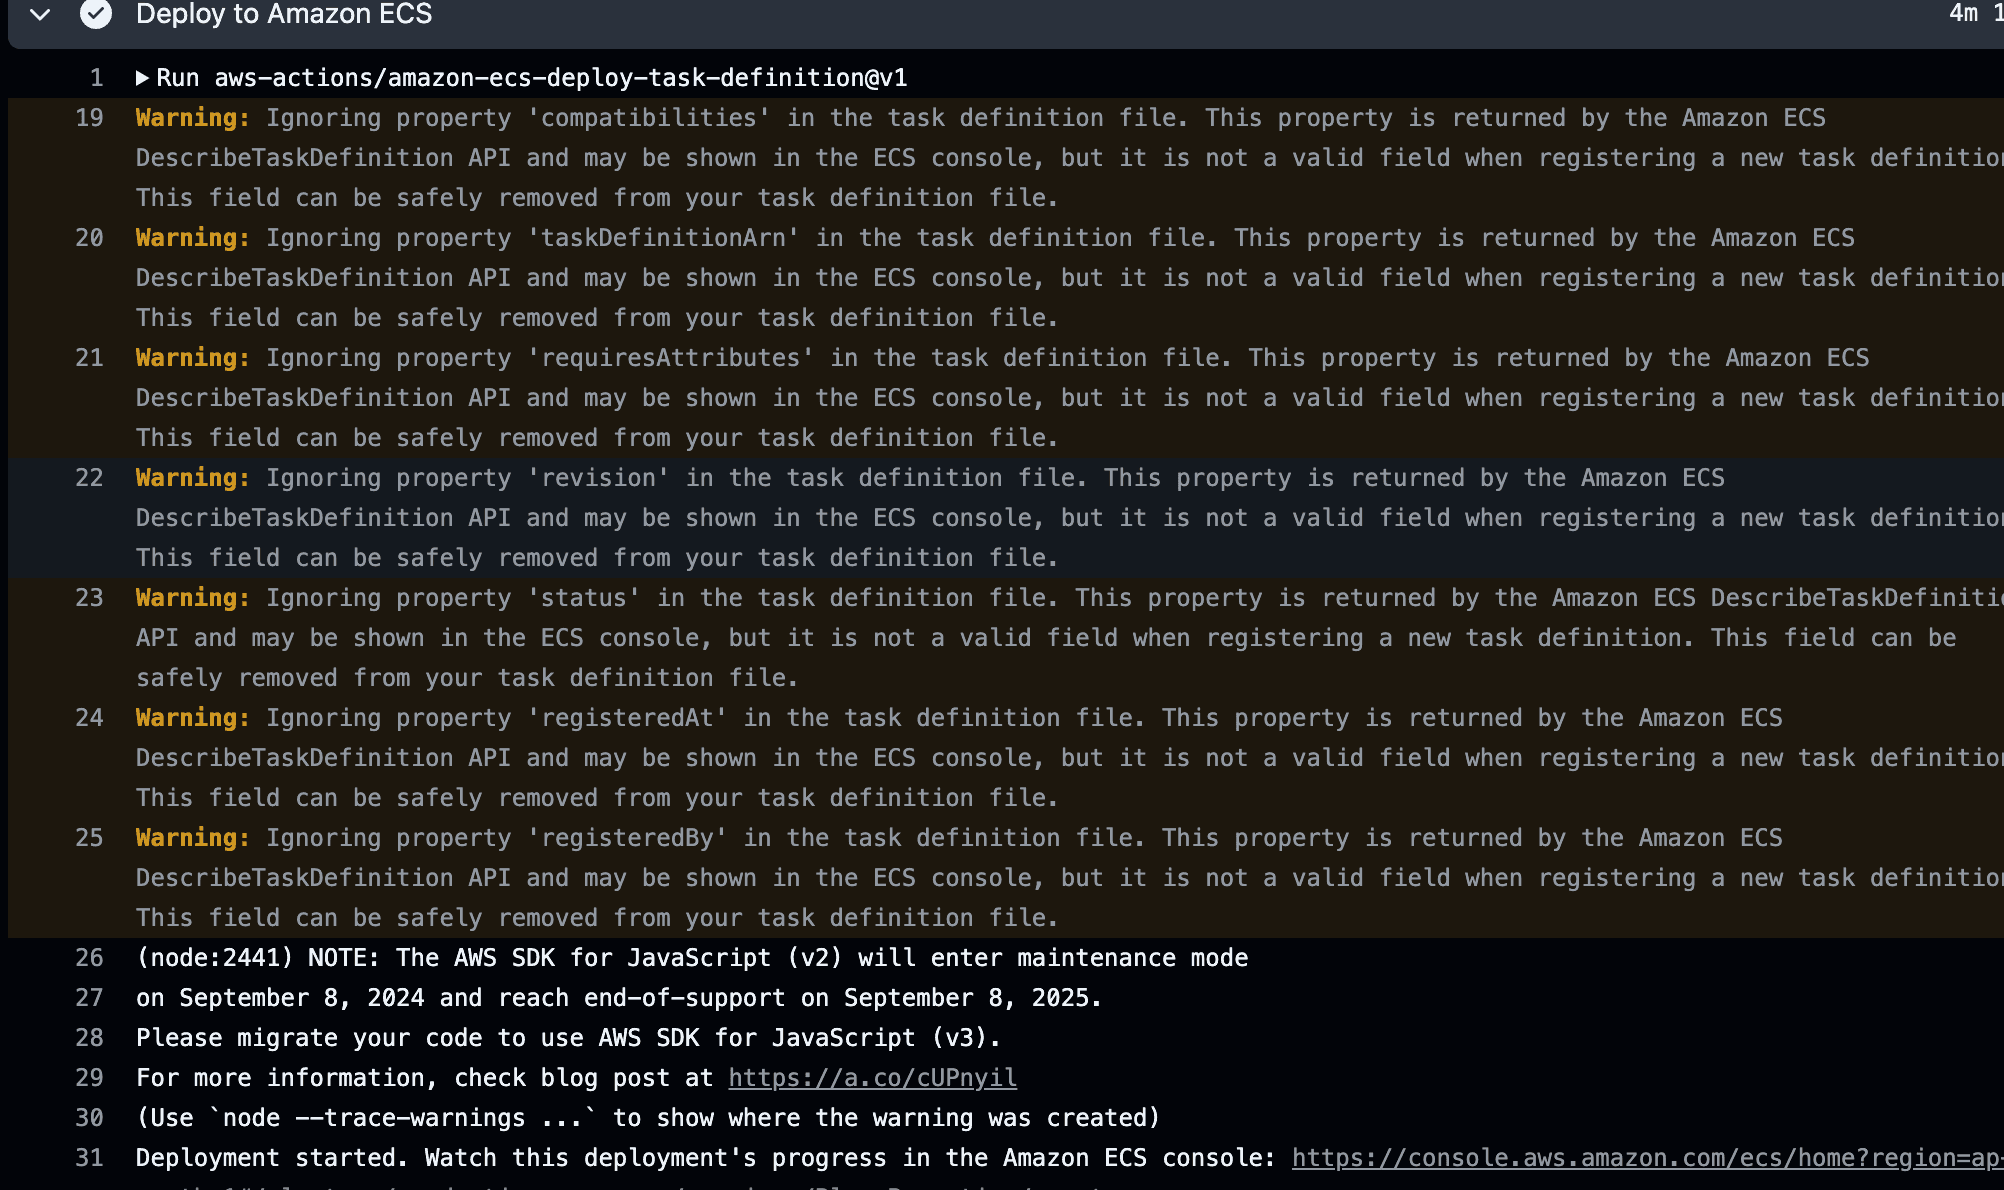 Deploy to Amazon ECS 4m
1 Run aws-actions/amazon-ecs-deploy-task-definition@v1
19 Warning: Ignoring property 'compatibilities' in the task definition file. This property is returned by the Amazon ECS
DescribeTaskDefinition API and may be shown in the ECS console, but it is not a valid field when registering a new task
This field can be safely removed from your task definition file.
20 Warning: Ignoring property 'taskDefinitionArn' in the task definition file. This property is returned by the Amazon ECS
DescribeTaskDefinition API and may be shown in the ECS console, but it is not a valid field when registering a new task
This field can be safely removed from your task definition file.
21 Warning: Ignoring property 'requiresAttributes' in the task definition file. This property is returned by the Amazon ECS
DescribeTaskDefinition API and may be shown in the ECS console, but it is not a valid field when registering a new task
This field can be safely removed from your task definition file.
22 Warning: Ignoring property 'revision' in the task definition file. This property is returned by the Amazon ECS
DescribeTaskDefinition API and may be shown in the ECS console, but it is not a valid field when registering a new task
This field can be safely removed from your task definition file.
23 Warning: Ignoring property 'status' in the task definition file. This property is returned by the Amazon ECS
API and may be shown in the ECS console, but it is not a valid field when registering a new task definition. This field can be
safely removed from your task definition file.
24 Warning: Ignoring property 'registeredAt' in the task definition file. This property is returned by the Amazon ECS
DescribeTaskDefinition API and may be shown in the ECS console, but it is not a valid field when registering a new task
This field can be safely removed from your task definition file.
25 Warning: Ignoring property 'registeredBy' in the task definition file. This property is returned by the Amazon ECS
DescribeTaskDefinition API and may be shown in the ECS console, but it is not a valid field when registering a new task
This field can be safely removed from your task definition file.
26 (node:2441) NOTE: The AWS SDK for JavaScript (v2) will enter maintenance mode
27 on September 8, 2024 and reach end-of-support on September 8, 2025.
28 Please migrate your code to use AWS SDK for JavaScript (v3).
29 For more information, check blog post at https://a.co/cUPnyil
30 (Use `node --trace-warnings ...` to show where the warning was created)
31 Deployment started. Watch this deployment's progress in the Amazon ECS console: https://console.aws.amazon.com/ecs/home?region=ap-